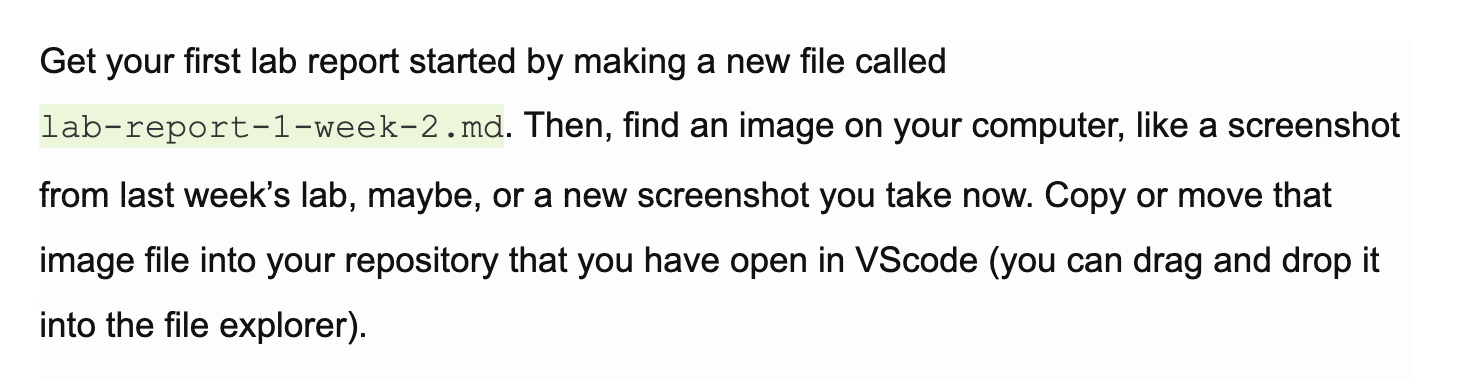 Get your first lab report started by making a new file called
lab-report-1-week-2.md. Then, find an image on your computer, like a screenshot
from last week’s lab, maybe, or a new screenshot you take now. Copy or move that
image file into your repository that you have open in VScode (you can drag and drop it
into the file explorer).